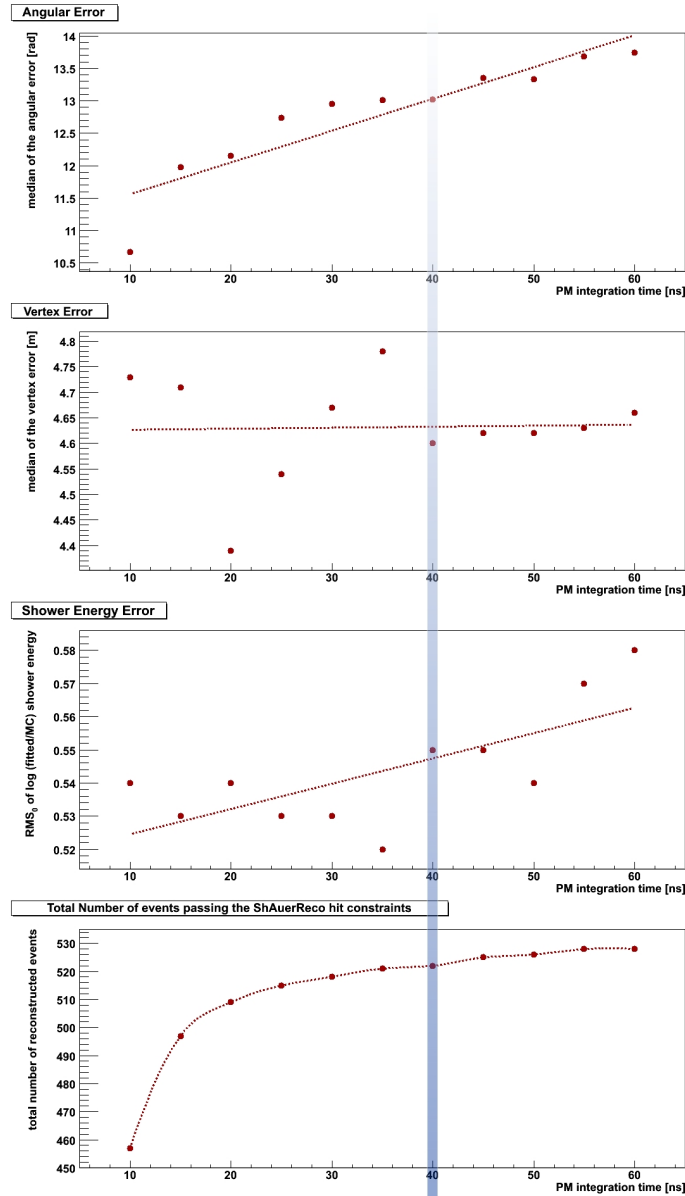 Angular Error
median of the angular error [rad]
14
13.5
13
12.5
12
11.5
11
10.5
10 20 30 40 50 60
PM integration time [ns]
Vertex Error
median of the vertex error [m]
4.8
4.75
4.7
4.65
4.6
4.55
4.5
4.45
4.4
10 20 30 40 50 60
PM integration time [ns]
Shower Energy Error
RMS₀ of log (fitted/MC) shower energy
0.58
0.57
0.56
0.55
0.54
0.53
0.52
10 20 30 40 50 60
PM integration time [ns]
Total Number of events passing the ShAuerReco hit constraints
total number of reconstructed events
530
520
510
500
490
480
470
460
450
10 20 30 40 50 60
PM integration time [ns]